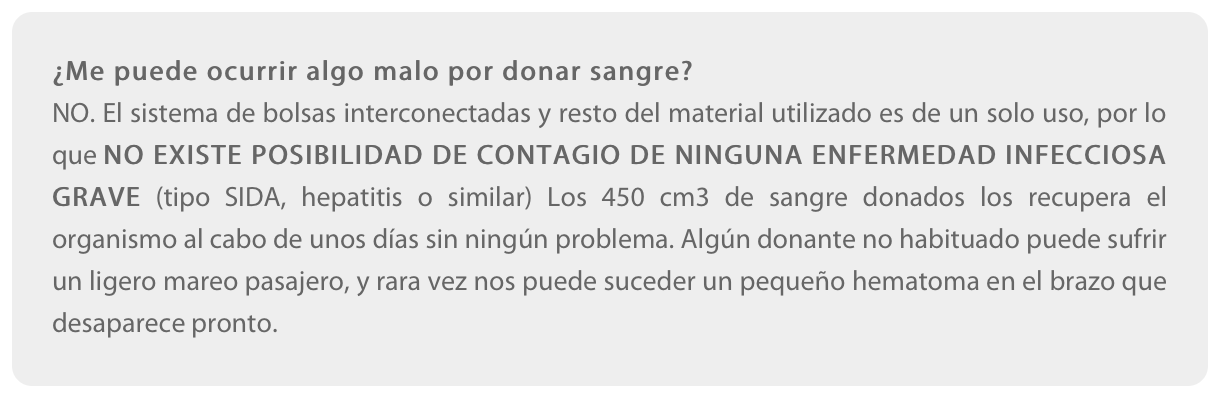 ¿Me puede ocurrir algo malo por donar sangre?
NO. El sistema de bolsas interconectadas y resto del material utilizado es de un solo uso, por lo
que NO EXISTE POSIBILIDAD DE CONTAGIO DE NINGUNA ENFERMEDAD INFECCIOSA
GRAVE (tipo SIDA, hepatitis o similar) Los 450 cm3 de sangre donados los recupera el
organismo al cabo de unos días sin ningún problema. Algún donante no habituado puede sufrir
un ligero mareo pasajero, y rara vez nos puede suceder un pequeño hematoma en el brazo que
desaparece pronto.